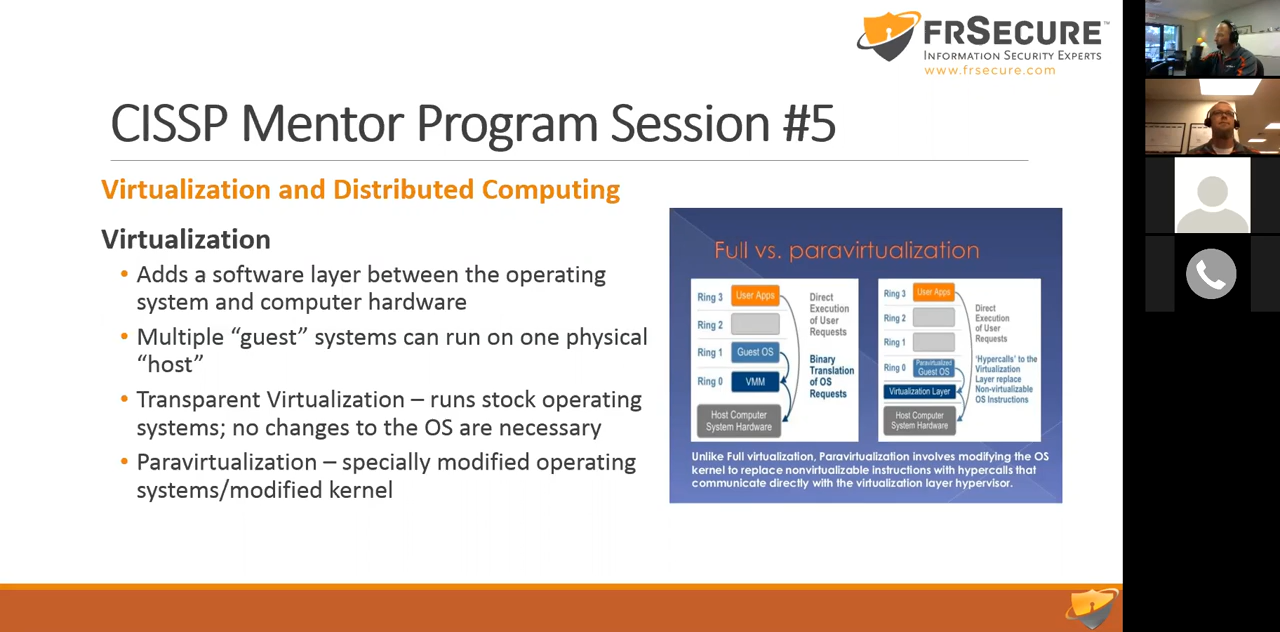 FRSECURE™
INFORMATION SECURITY EXPERTS
www.frsecure.com
CISSP Mentor Program Session #5
Virtualization and Distributed Computing
Virtualization
• Adds a software layer between the operating
system and computer hardware
• Multiple “guest” systems can run on one physical
“host”
• Transparent Virtualization – runs stock operating
systems; no changes to the OS are necessary
• Paravirtualization – specially modified operating
systems/modified kernel
Full vs. paravirtualization
Ring 3
User Apps
Ring 2
Ring 1
Guest OS
Ring 0
VMM
Host Computer
System Hardware
Direct
Execution
of User
Requests
Binary
Translation
of OS
Requests
Ring 3
User Apps
Ring 2
Ring 1
Ring 0
Paravirtualized
Guest OS
Virtualization Layer
Host Computer
System Hardware
Direct
Execution
of User
Requests
‘Hypercalls’ to the
Virtualization
Layer replace
Non-virtualizable
OS Instructions
Unlike Full virtualization, Paravirtualization involves modifying the OS
kernel to replace nonvirtualizable instructions with hypercalls that
communicate directly with the virtualization layer hypervisor.